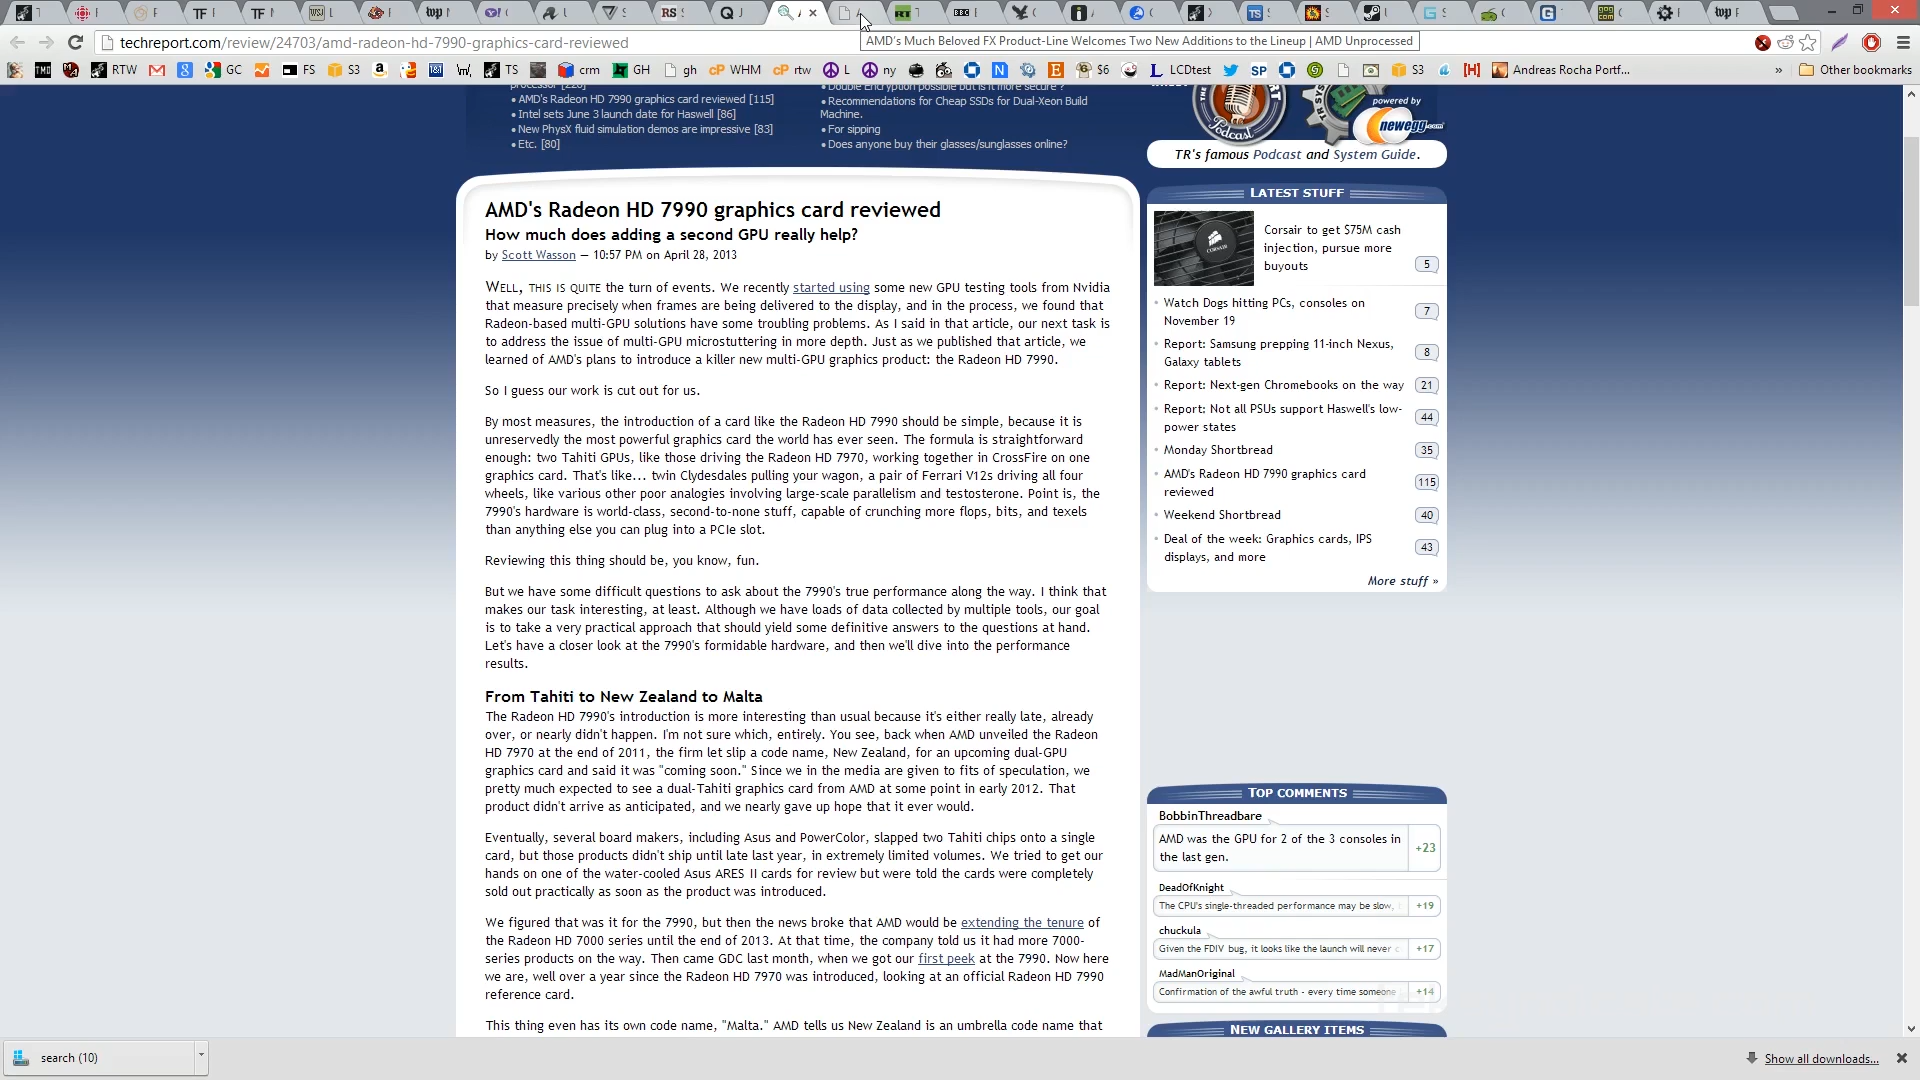 techreport.com/review/24703/amd-radeon-hd-7990-graphics-card-reviewed
AMD's Much Beloved FX Product-Line Welcomes Two New Additions to the Lineup | AMD Unprocessed
RTW
GC
FS
S3
TS
crm
GH
gh
WHM
rtw
L
ny
$6
LCDtest
S3
Andreas Rocha Portf...
»
Other bookmarks
• AMD's Radeon HD 7990 graphics card reviewed [115]
• Intel sets June 3 launch date for Haswell [86]
• New PhysX fluid simulation demos are impressive [83]
• Etc. [80]
• Recommendations for Cheap SSDs for Dual-Xeon Build
Machine.
• For sipping
• Does anyone buy their glasses/sunglasses online?
Podcast
powered by
newegg.com
TR's famous Podcast and System Guide.
AMD's Radeon HD 7990 graphics card reviewed
How much does adding a second GPU really help?
by Scott Wasson — 10:57 PM on April 28, 2013
WELL, THIS IS QUITE the turn of events. We recently started using some new GPU testing tools from Nvidia
that measure precisely when frames are being delivered to the display, and in the process, we found that
Radeon-based multi-GPU solutions have some troubling problems. As I said in that article, our next task is
to address the issue of multi-GPU microstuttering in more depth. Just as we published that article, we
learned of AMD's plans to introduce a killer new multi-GPU graphics product: the Radeon HD 7990.
So I guess our work is cut out for us.
By most measures, the introduction of a card like the Radeon HD 7990 should be simple, because it is
unreservedly the most powerful graphics card the world has ever seen. The formula is straightforward
enough: two Tahiti GPUs, like those driving the Radeon HD 7970, working together in CrossFire on one
graphics card. That's like... twin Clydesdales pulling your wagon, a pair of Ferrari V12s driving all four
wheels, like various other poor analogies involving large-scale parallelism and testosterone. Point is, the
7990's hardware is world-class, second-to-none stuff, capable of crunching more flops, bits, and texels
than anything else you can plug into a PCIe slot.
Reviewing this thing should be, you know, fun.
But we have some difficult questions to ask about the 7990's true performance along the way. I think that
makes our task interesting, at least. Although we have loads of data collected by multiple tools, our goal
is to take a very practical approach that should yield some definitive answers to the questions at hand.
Let's have a closer look at the 7990's formidable hardware, and then we'll dive into the performance
results.
From Tahiti to New Zealand to Malta
The Radeon HD 7990's introduction is more interesting than usual because it's either really late, already
over, or nearly didn't happen. I'm not sure which, entirely. You see, back when AMD unveiled the Radeon
HD 7970 at the end of 2011, the firm let slip a code name, New Zealand, for an upcoming dual-GPU
graphics card and said it was "coming soon." Since we in the media are given to fits of speculation, we
pretty much expected to see a dual-Tahiti graphics card from AMD at some point in early 2012. That
product didn't arrive as anticipated, and we nearly gave up hope that it ever would.
Eventually, several board makers, including Asus and PowerColor, slapped two Tahiti chips onto a single
card, but those products didn't ship until late last year, in extremely limited volumes. We tried to get our
hands on one of the water-cooled Asus ARES II cards for review but were told the cards were completely
sold out practically as soon as the product was introduced.
We figured that was it for the 7990, but then the news broke that AMD would be extending the tenure of
the Radeon HD 7000 series until the end of 2013. At that time, the company told us it had more 7000-
series products on the way. Then came GDC last month, when we got our first peek at the 7990. Now here
we are, well over a year since the Radeon HD 7970 was introduced, looking at an official Radeon HD 7990
reference card.
This thing even has its own code name, "Malta." AMD tells us New Zealand is an umbrella code name that
LATEST STUFF
CORSAIR
Corsair to get $75M cash
injection, pursue more
buyouts
5
Watch Dogs hitting PCs, consoles on
November 19
7
Report: Samsung prepping 11-inch Nexus,
Galaxy tablets
8
Report: Next-gen Chromebooks on the way
21
Report: Not all PSUs support Haswell's low-
power states
44
Monday Shortbread
35
AMD's Radeon HD 7990 graphics card
reviewed
115
Weekend Shortbread
40
Deal of the week: Graphics cards, IPS
displays, and more
43
More stuff »
TOP COMMENTS
BobbinThreadbare
AMD was the GPU for 2 of the 3 consoles in
the last gen.
+23
DeadOfKnight
The CPU's single-threaded performance may be slow,
+19
chuckula
Given the FDIV bug, it looks like the launch will never
+17
MadManOriginal
Confirmation of the awful truth - every time someone
+14
NEW GALLERY ITEMS
search (10)
Show all downloads...